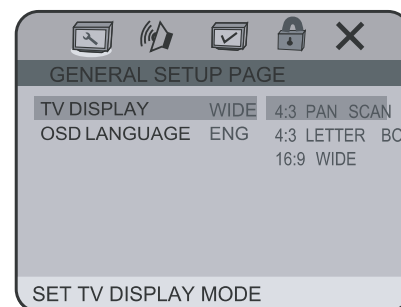 GENERAL SETUP PAGE
TV DISPLAY WIDE 4:3 PAN SCAN
OSD LANGUAGE ENG 4:3 LETTER BO
16:9 WIDE
SET TV DISPLAY MODE